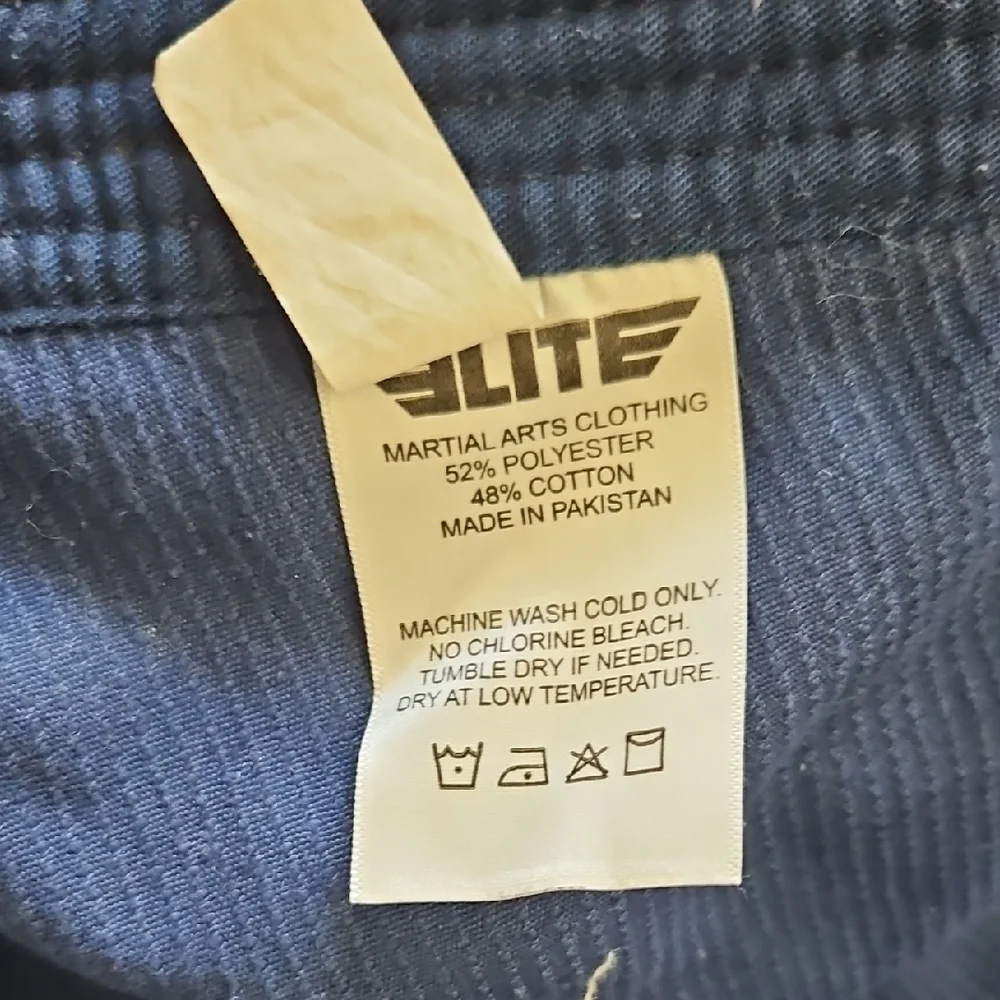 ELITE
MARTIAL ARTS CLOTHING
52% POLYESTER
48% COTTON
MADE IN PAKISTAN
MACHINE WASH COLD ONLY.
NO CHLORINE BLEACH.
TUMBLE DRY IF NEEDED.
DRY AT LOW TEMPERATURE.